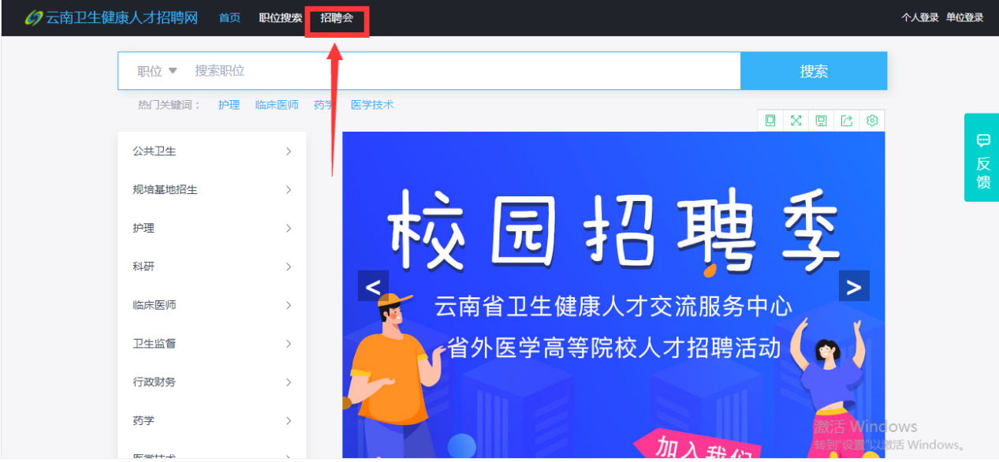 云南卫生健康人才招聘网 首页 职位搜索 招聘会 个人登录 单位登录
职位 搜索职位 搜索
热门关键词： 护理 临床医师 药学 医学技术
反馈
公共卫生
规培基地招生
护理
科研
临床医师
卫生监督
行政财务
药学
医学技术
校园招聘季
云南省卫生健康人才交流服务中心
省外医学高等院校人才招聘活动
加入我们
激活 Windows
转到"设置"以激活 Windows。